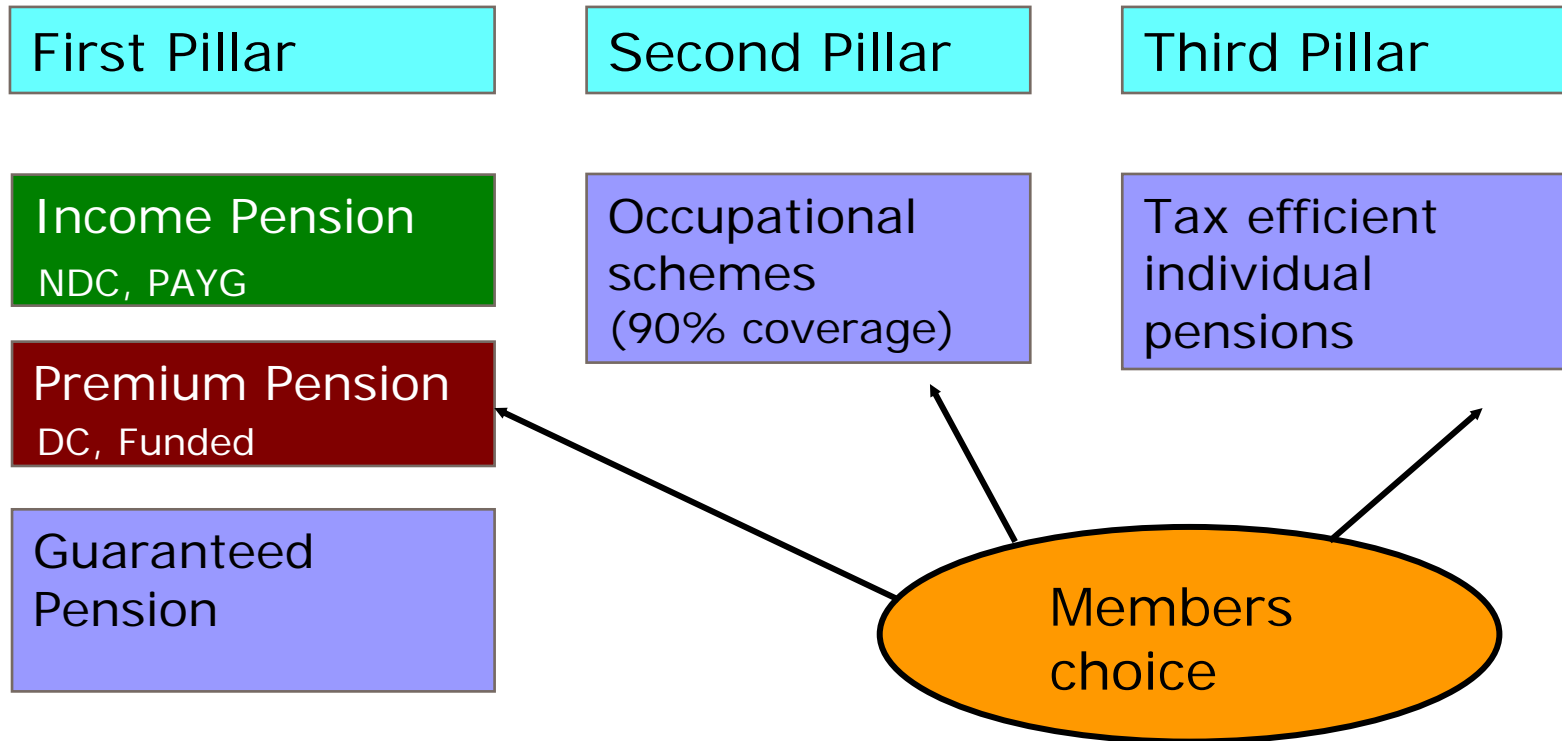 First Pillar
Second Pillar
Third Pillar
Income Pension
NDC, PAYG
Premium Pension
DC, Funded
Guaranteed
Pension
Occupational
schemes
(90% coverage)
Tax efficient
individual
pensions
Members
choice